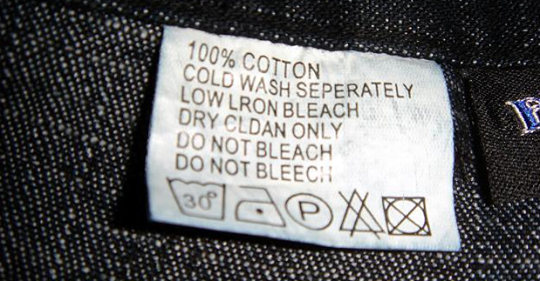 100% COTTON
COLD WASH SEPERATELY
LOW LRON BLEACH
DRY CLDAN ONLY
DO NOT BLEACH
DO NOT BLEECH
30°
P